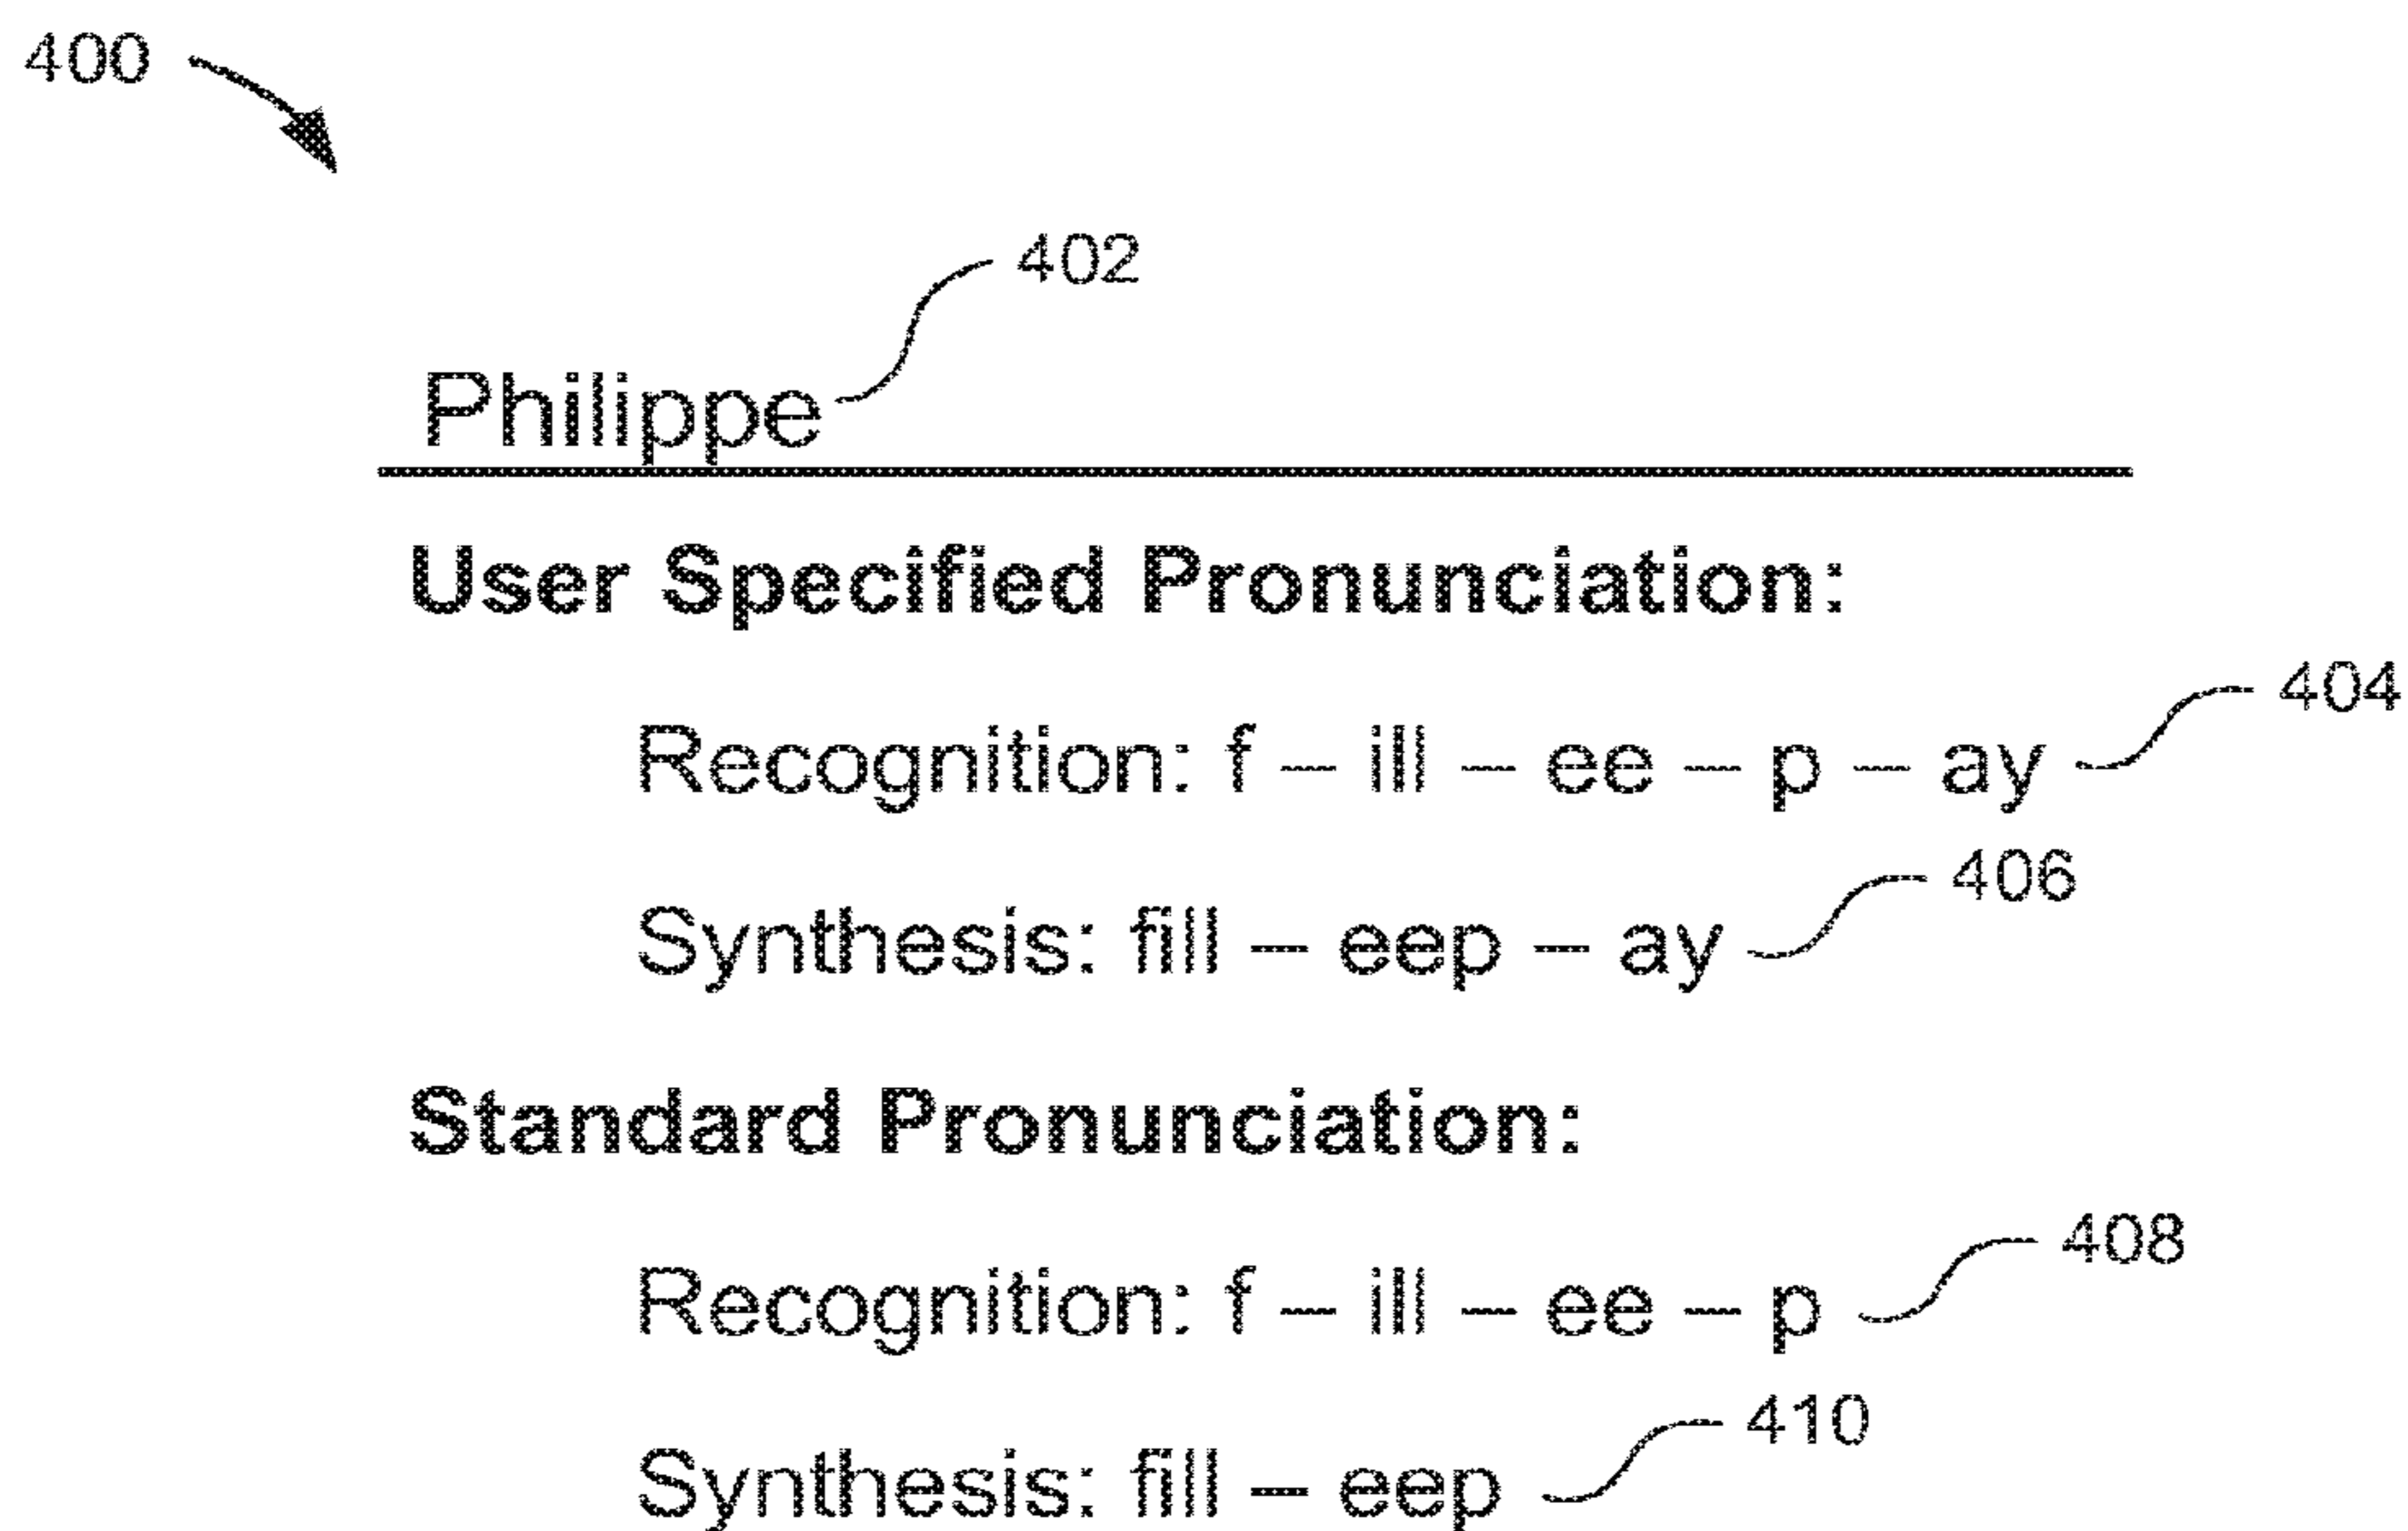 400
402
Philippe
User Specified Pronunciation:
404
Recognition: f – ill – ee – p – ay
406
Synthesis: fill – eep – ay
Standard Pronunciation:
408
Recognition: f – ill – ee – p
410
Synthesis: fill – eep